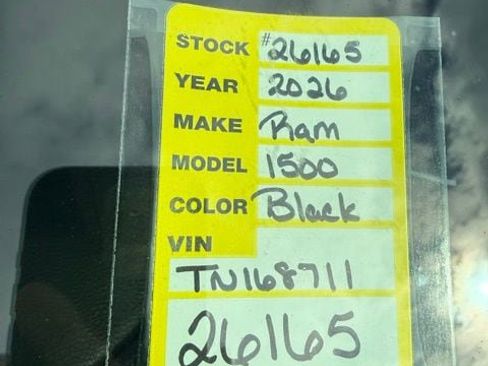 STOCK #26165
YEAR 2026
MAKE Ram
MODEL 1500
COLOR Black
VIN
TN168711
26165